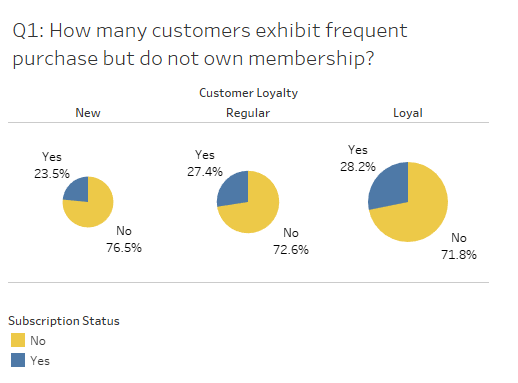 Q1: How many customers exhibit frequent
purchase but do not own membership?
Customer Loyalty
New Regular Loyal
Yes
23.5%
No
76.5%
Yes
27.4%
No
72.6%
Yes
28.2%
No
71.8%
Subscription Status
No
Yes